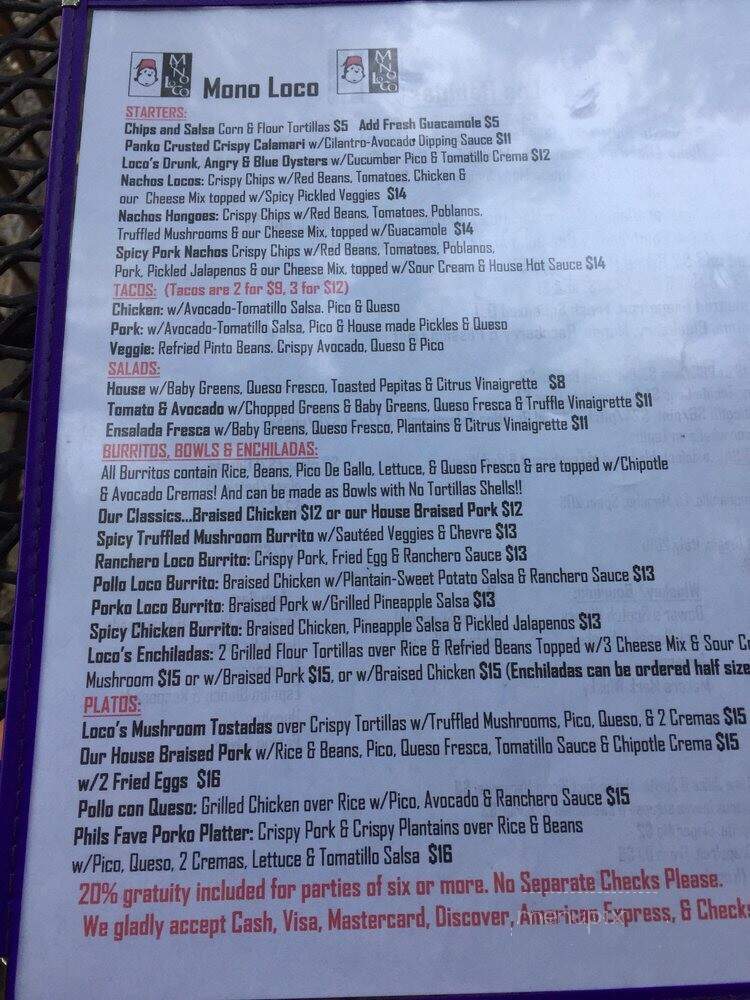 MONO LOCO
Mono Loco
MONO LOCO
STARTERS:
Chips and Salsa Corn & Flour Tortillas $5 Add Fresh Guacamole $5
Panko Crusted Crispy Calamari w/Cilantro-Avocado Dipping Sauce $11
Loco's Drunk, Angry & Blue Oysters w/Cucumber Pico & Tomatillo Crema $12
Nachos Locos: Crispy Chips w/Red Beans, Tomatoes, Chicken &
our Cheese Mix topped w/Spicy Pickled Veggies $14
Nachos Hongoes: Crispy Chips w/Red Beans, Tomatoes, Poblanos,
Truffled Mushrooms & our Cheese Mix, topped w/Guacamole $14
Spicy Pork Nachos Crispy Chips w/Red Beans, Tomatoes, Poblanos,
Pork, Pickled Jalapenos & our Cheese Mix, topped w/Sour Cream & House Hot Sauce $14
TACOS: (Tacos are 2 for $9, 3 for $12)
Chicken: w/Avocado-Tomatillo Salsa, Pico & Queso
Pork: w/Avocado-Tomatillo Salsa, Pico & House made Pickles & Queso
Veggie: Refried Pinto Beans, Crispy Avocado, Queso & Pico
SALADS:
House w/Baby Greens, Queso Fresco, Toasted Pepitas & Citrus Vinaigrette $8
Tomato & Avocado w/Chopped Greens & Baby Greens, Queso Fresca & Truffle Vinaigrette $11
Ensalada Fresca w/Baby Greens, Queso Fresco, Plantains & Citrus Vinaigrette $11
BURRITOS, BOWLS & ENCHILADAS:
All Burritos contain Rice, Beans, Pico De Gallo, Lettuce, & Queso Fresco & are topped w/Chipotle
& Avocado Cremas! And can be made as Bowls with No Tortillas Shells!!
Our Classics...Braised Chicken $12 or our House Braised Pork $12
Spicy Truffled Mushroom Burrito w/Sautéed Veggies & Chevre $13
Ranchero Loco Burrito: Crispy Pork, Fried Egg & Ranchero Sauce $13
Pollo Loco Burrito: Braised Chicken w/Plantain-Sweet Potato Salsa & Ranchero Sauce $13
Porko Loco Burrito: Braised Pork w/Grilled Pineapple Salsa $13
Spicy Chicken Burrito: Braised Chicken, Pineapple Salsa & Pickled Jalapenos $13
Loco's Enchiladas: 2 Grilled Flour Tortillas over Rice & Refried Beans Topped w/3 Cheese Mix & Sour
Mushroom $15 or w/Braised Pork $15, or w/Braised Chicken $15 (Enchiladas can be ordered half size
PLATOS:
Loco's Mushroom Tostadas over Crispy Tortillas w/Truffled Mushrooms, Pico, Queso, & 2 Cremas $15
Our House Braised Pork w/Rice & Beans, Pico, Queso Fresca, Tomatillo Sauce & Chipotle Crema $15
w/2 Fried Eggs $16
Pollo con Queso: Grilled Chicken over Rice w/Pico, Avocado & Ranchero Sauce $15
Phils Fave Porko Platter: Crispy Pork & Crispy Plantains over Rice & Beans
w/Pico, Queso, 2 Cremas, Lettuce & Tomatillo Salsa $16
20% gratuity included for parties of six or more. No Separate Checks Please.
We gladly accept Cash, Visa, Mastercard, Discover, American Express, & Checks